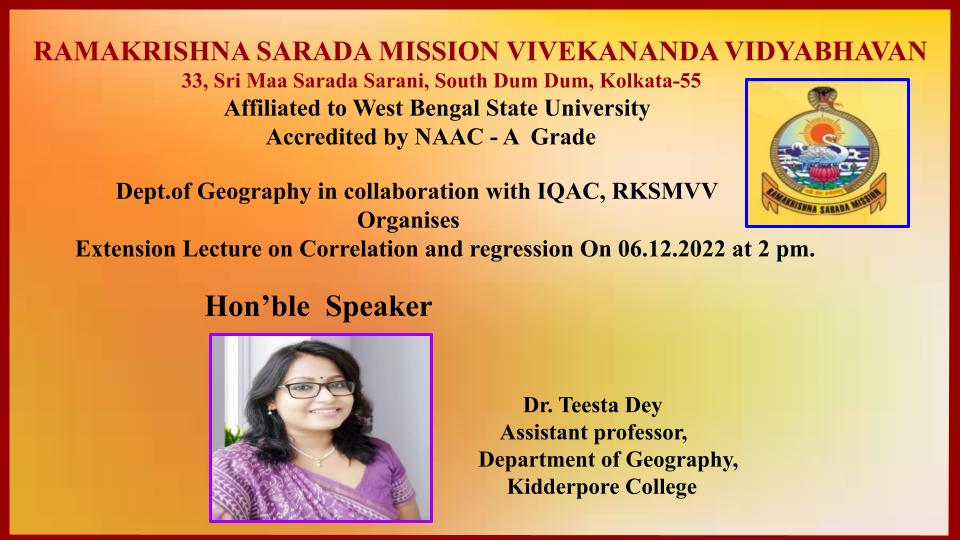 RAMAKRISHNA SARADA MISSION VIVEKANANDA VIDYABHAVAN
33, Sri Maa Sarada Sarani, South Dum Dum, Kolkata-55
Affiliated to West Bengal State University
Accredited by NAAC - A  Grade
RAMAKRISHNA SARADA MISSION
Dept.of Geography in collaboration with IQAC, RKSMVV
Organises
Extension Lecture on Correlation and regression On 06.12.2022 at 2 pm.
Hon’ble  Speaker
Dr. Teesta Dey
Assistant professor,
Department of Geography,
Kidderpore College